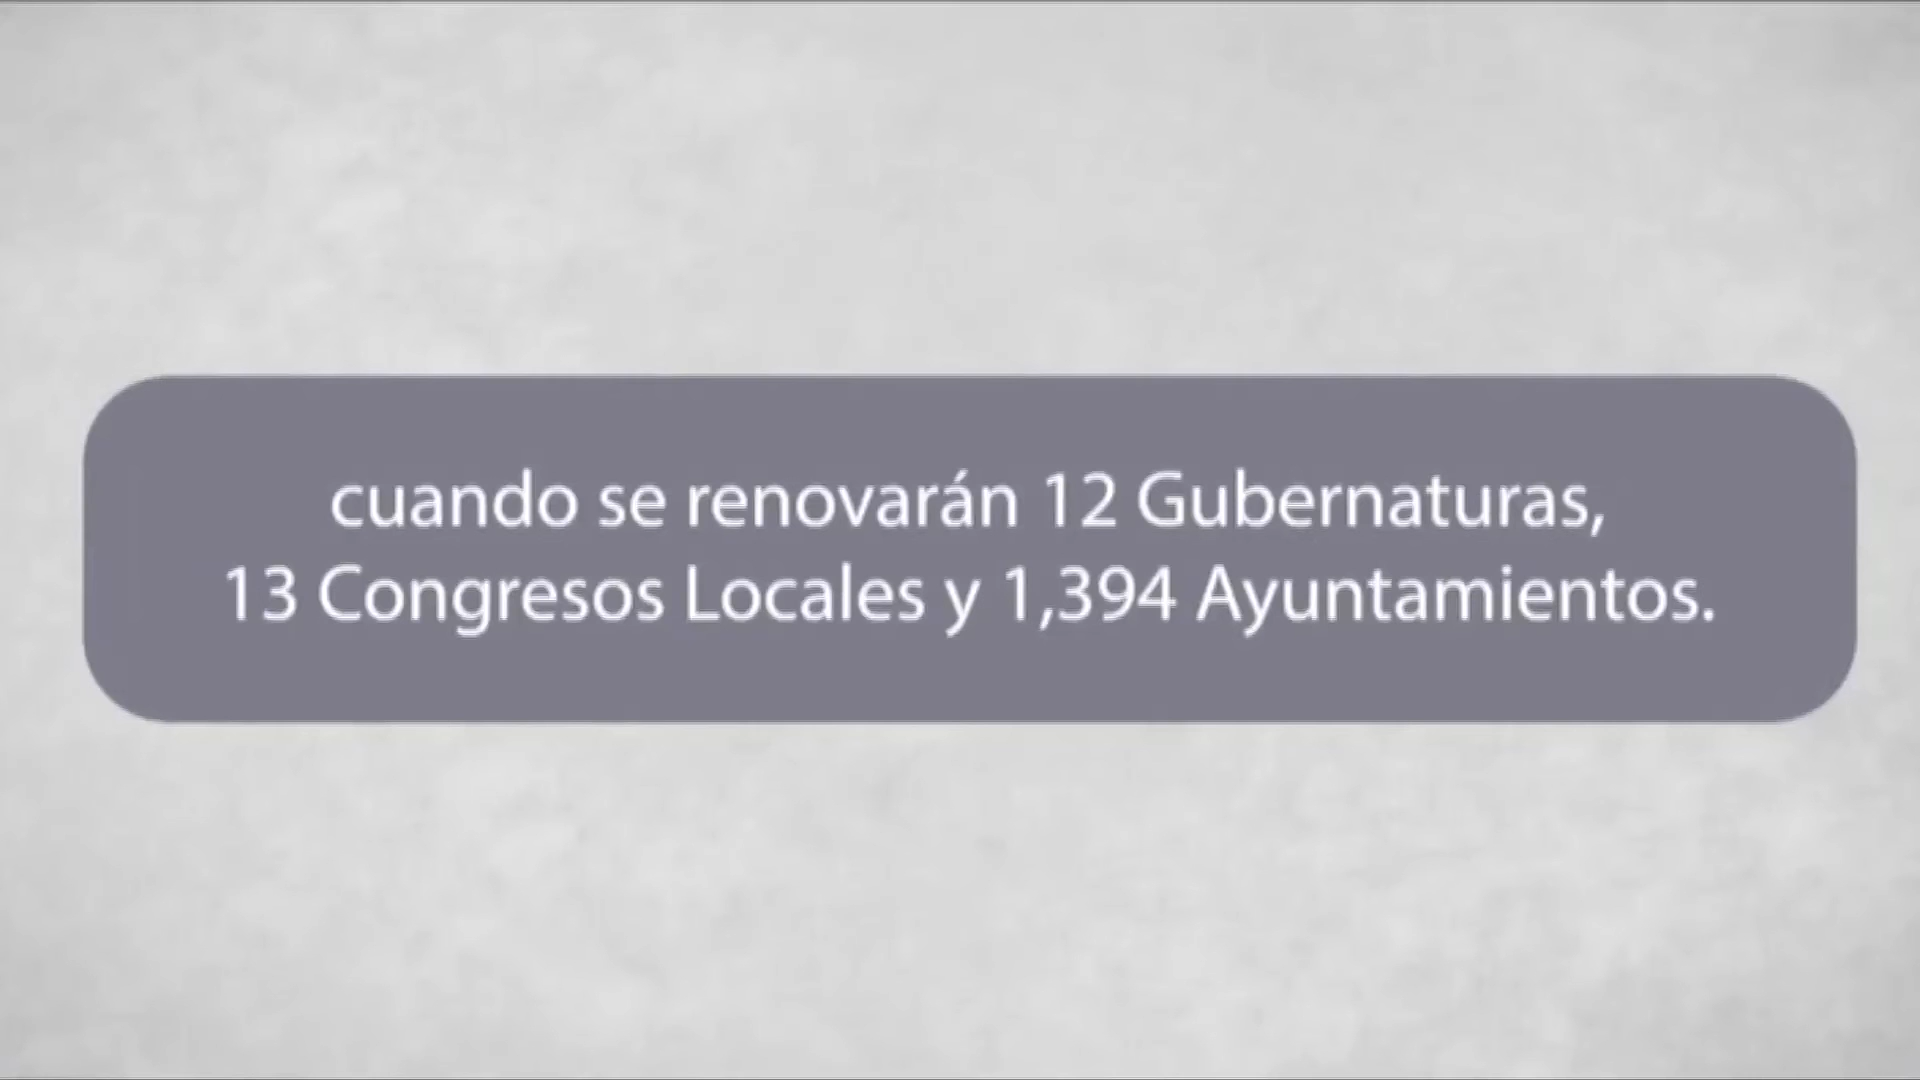 cuando se renovarán 12 Gubernaturas,
13 Congresos Locales y 1,394 Ayuntamientos.